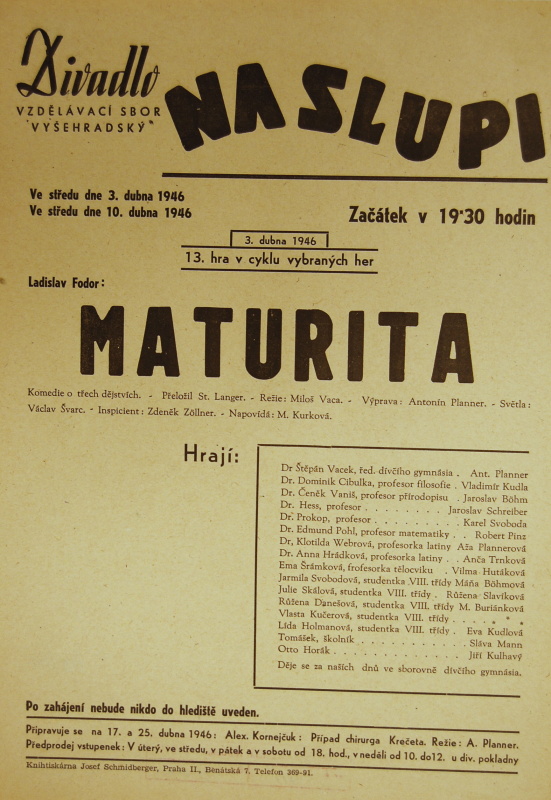 Divadlo
VZDĚLÁVACÍ SBOR
"VYŠEHRADSKÝ"
NA SLUPI
Ve středu dne 3. dubna 1946
Ve středu dne 10. dubna 1946
Začátek v 19·30 hodin
3. dubna 1946
13. hra v cyklu vybraných her
Ladislav Fodor:
MATURITA
Komedie o třech dějstvích. - Přeložil St. Langer. - Režie: Miloš Vaca. - Výprava: Antonín Planner. - Světla:
Václav Švarc. - Inspicient: Zdeněk Zöllner. - Napovídá: M. Kurková.
Hrají:
Dr Štěpán Vacek, řed. dívčího gymnásia . Ant. Planner
Dr. Dominik Cibulka, profesor filosofie . Vladimír Kudla
Dr. Čeněk Vaniš, profesor přírodopisu . Jaroslav Böhm
Dr. Hess, profesor . . . . . . . . Jaroslav Schreiber
Dr. Prokop, profesor . . . . . . . . . Karel Svoboda
Dr. Edmund Pohl, profesor matematiky . . Robert Pinz
Dr, Klotilda Webrová, profesorka latiny Aža Plannerová
Dr. Anna Hrádková, profesorka latiny . . Anča Trnková
Ema Šrámková, frofesorka tělocviku . Vilma Hutáková
Jarmila Svobodová, studentka VIII. třídy Máňa Böhmová
Julie Skálová, studentka VIII. třídy . Růžena Slavíková
Růžena Danešová, studentka VIII. třídy M. Buriánková
Vlasta Kučerová, studentka VIII. třídy . . . . * * *
Lída Holmanová, studentka VIII. třídy . Eva Kudlová
Tomášek, školník . . . . . . . . . . . Sláva Mann
Otto Horák . . . . . . . . . . . . . Jiří Kulhavý
Děje se za naších dnů ve sborovně dívčího gymnásia.
Po zahájení nebude nikdo do hlediště uveden.
Připravuje se na 17. a 25. dubna 1946: Alex. Kornejčuk: Případ chirurga Krečeta. Režie: A. Planner.
Předprodej vstupenek: V úterý, ve středu, v pátek a v sobotu od 18. hod., v neděli od 10. do12. u div. pokladny
Knihtiskárna Josef Schmidberger, Praha II., Benátská 7. Telefon 369-91.